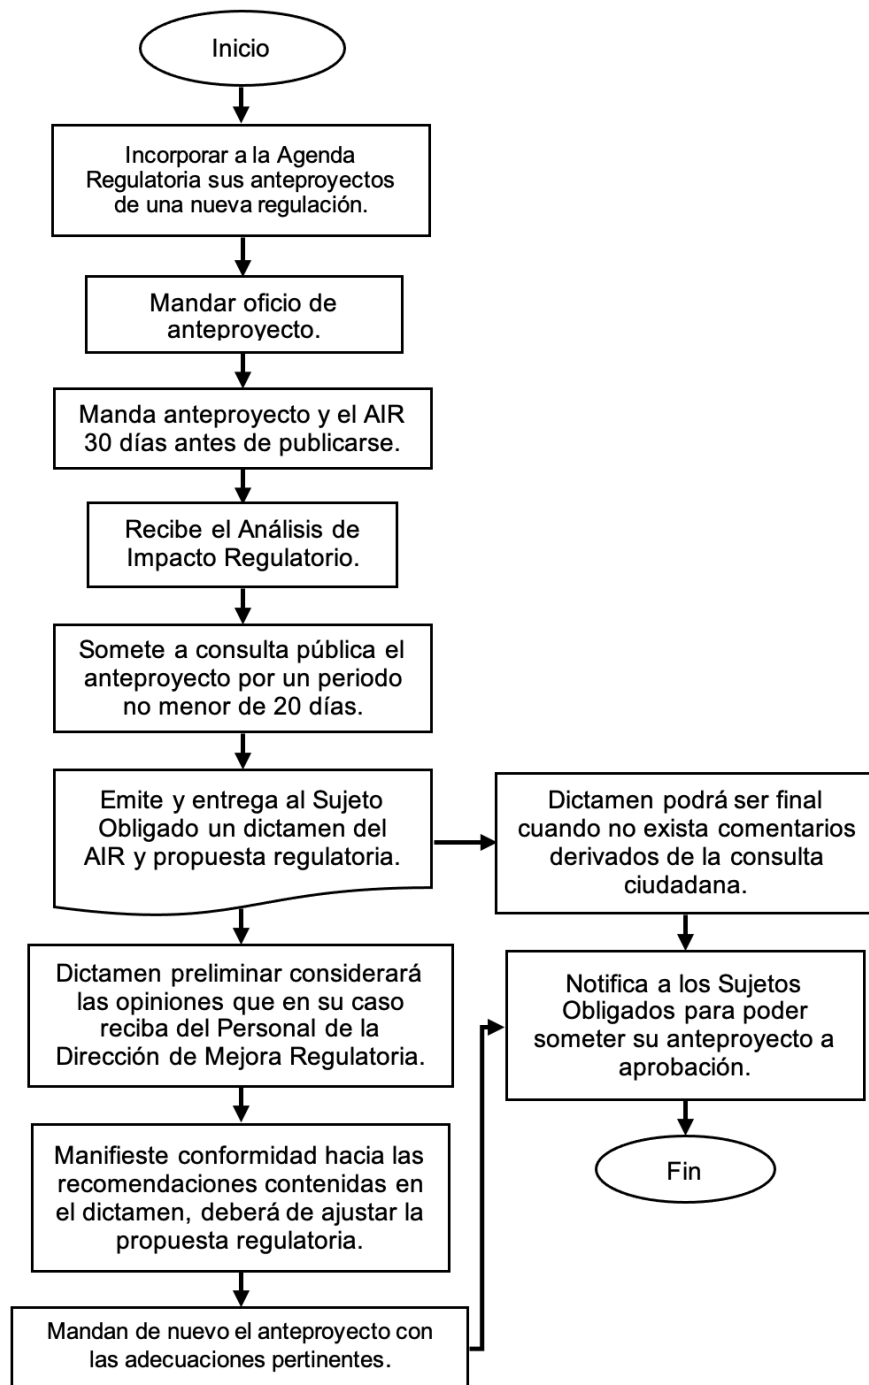 Inicio
Incorporar a la Agenda
Regulatoria sus anteproyectos
de una nueva regulación.
Mandar oficio de
anteproyecto.
Manda anteproyecto y el AIR
30 días antes de publicarse.
Recibe el Análisis de
Impacto Regulatorio.
Somete a consulta pública el
anteproyecto por un periodo
no menor de 20 días.
Emite y entrega al Sujeto
Obligado un dictamen del
AIR y propuesta regulatoria.
Dictamen podrá ser final
cuando no exista comentarios
derivados de la consulta
ciudadana.
Dictamen preliminar considerará
las opiniones que en su caso
reciba del Personal de la
Dirección de Mejora Regulatoria.
Notifica a los Sujetos
Obligados para poder
someter su anteproyecto a
aprobación.
Manifieste conformidad hacia las
recomendaciones contenidas en
el dictamen, deberá de ajustar la
propuesta regulatoria.
Fin
Mandan de nuevo el anteproyecto con
las adecuaciones pertinentes.